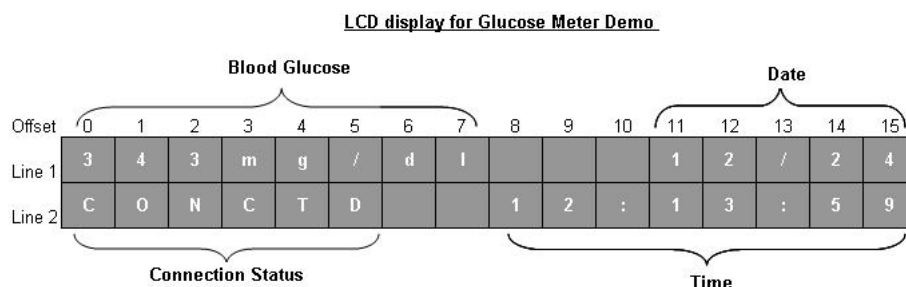 LCD display for Glucose Meter Demo
Blood Glucose
Date
Offset 0 1 2 3 4 5 6 7 8 9 10 11 12 13 14 15
Line 1 3 4 3 m g / d l 1 2 / 2 4
Line 2 C O N C T D 1 2 : 1 3 : 5 9
Connection Status
Time